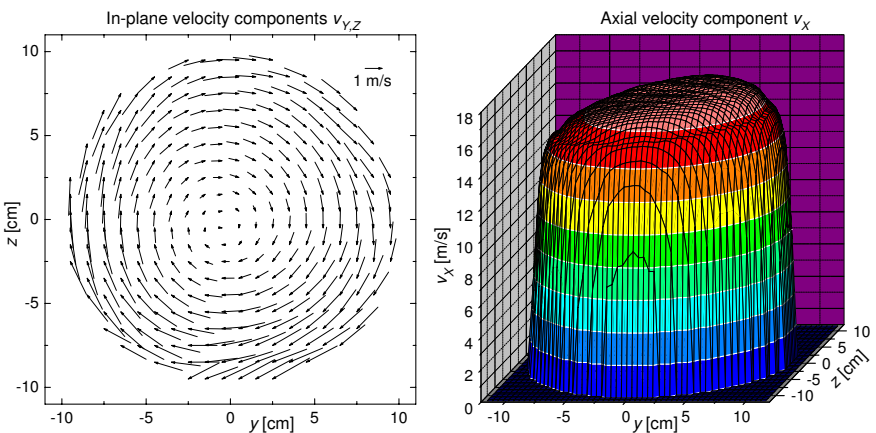 In-plane velocity components v_Y,Z
10
5
0
-5
-10
z [cm]
1 m/s
-10 -5 0 5 10
y [cm]
Axial velocity component v_X
18
16
14
12
10
8
6
4
2
0
v_X [m/s]
-10 -5 0 5 10
y [cm]
10
5
0
-5
-10
z [cm]